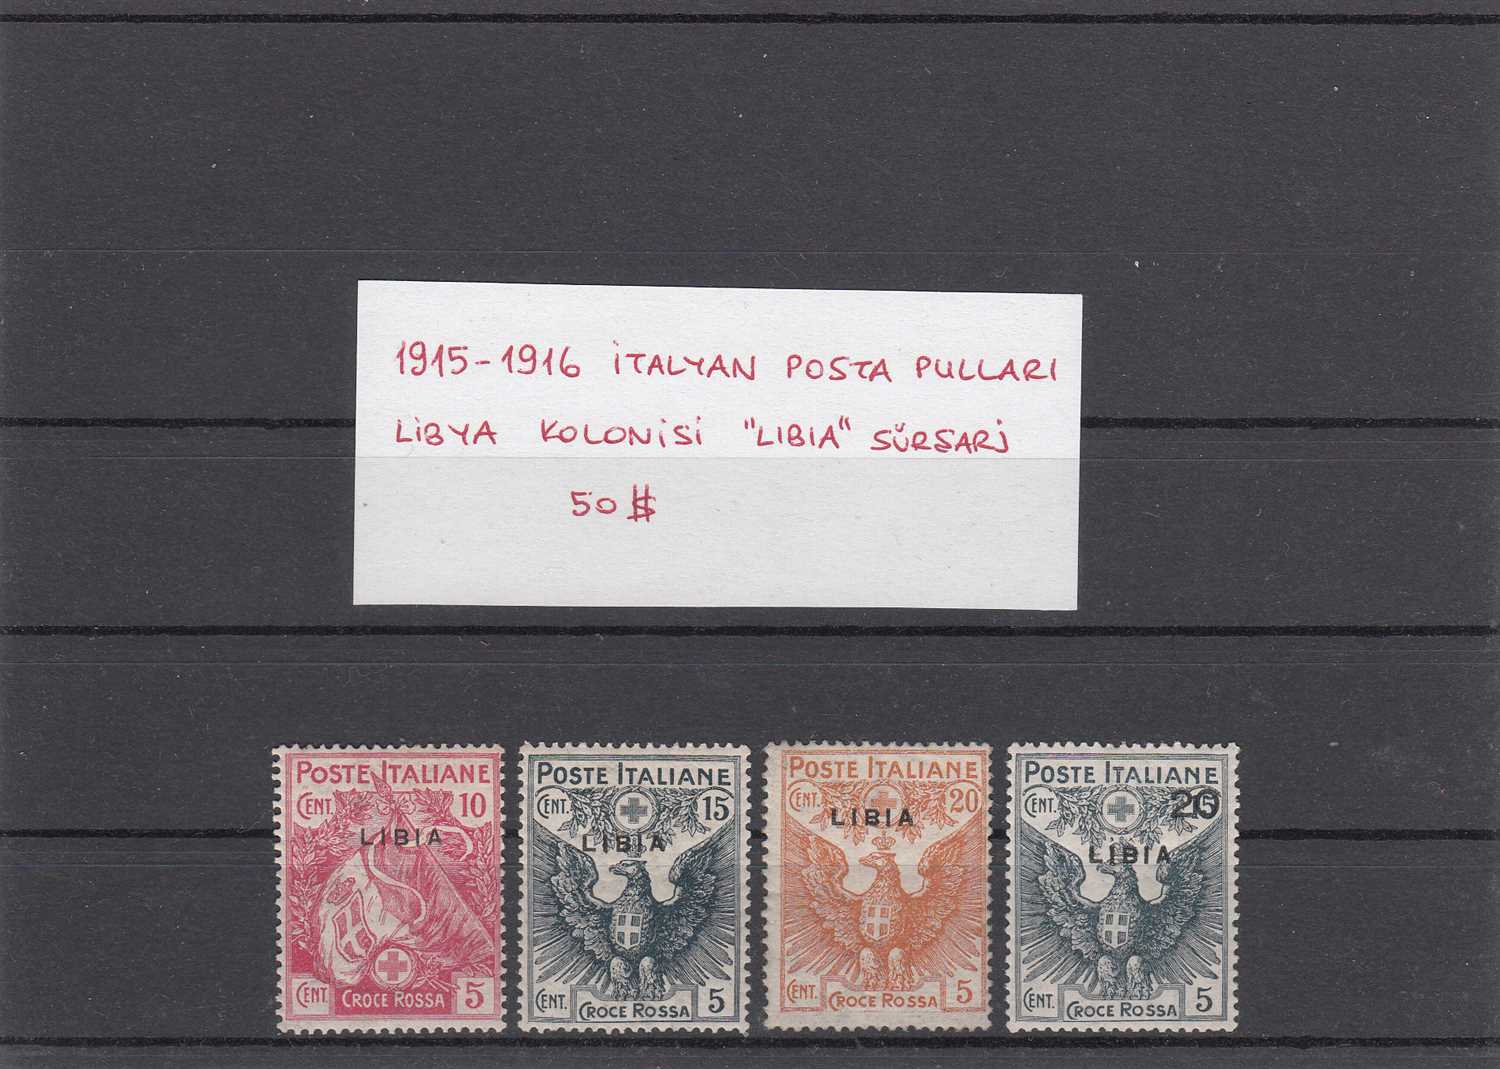 1915-1916 İTALYAN POSTA PULLARI
LİBYA KOLONİSİ "LIBIA" SÜRŞARJ
50 $
POSTE ITALIANE
CENT. 10
LIBIA
CENT. CROCE ROSSA 5
POSTE ITALIANE
CENT. 15
LIBIA
CENT. CROCE ROSSA 5
POSTE ITALIANE
CENT. 20
LIBIA
CENT. CROCE ROSSA 5
POSTE ITALIANE
CENT. 20
LIBIA
CENT. CROCE ROSSA 5